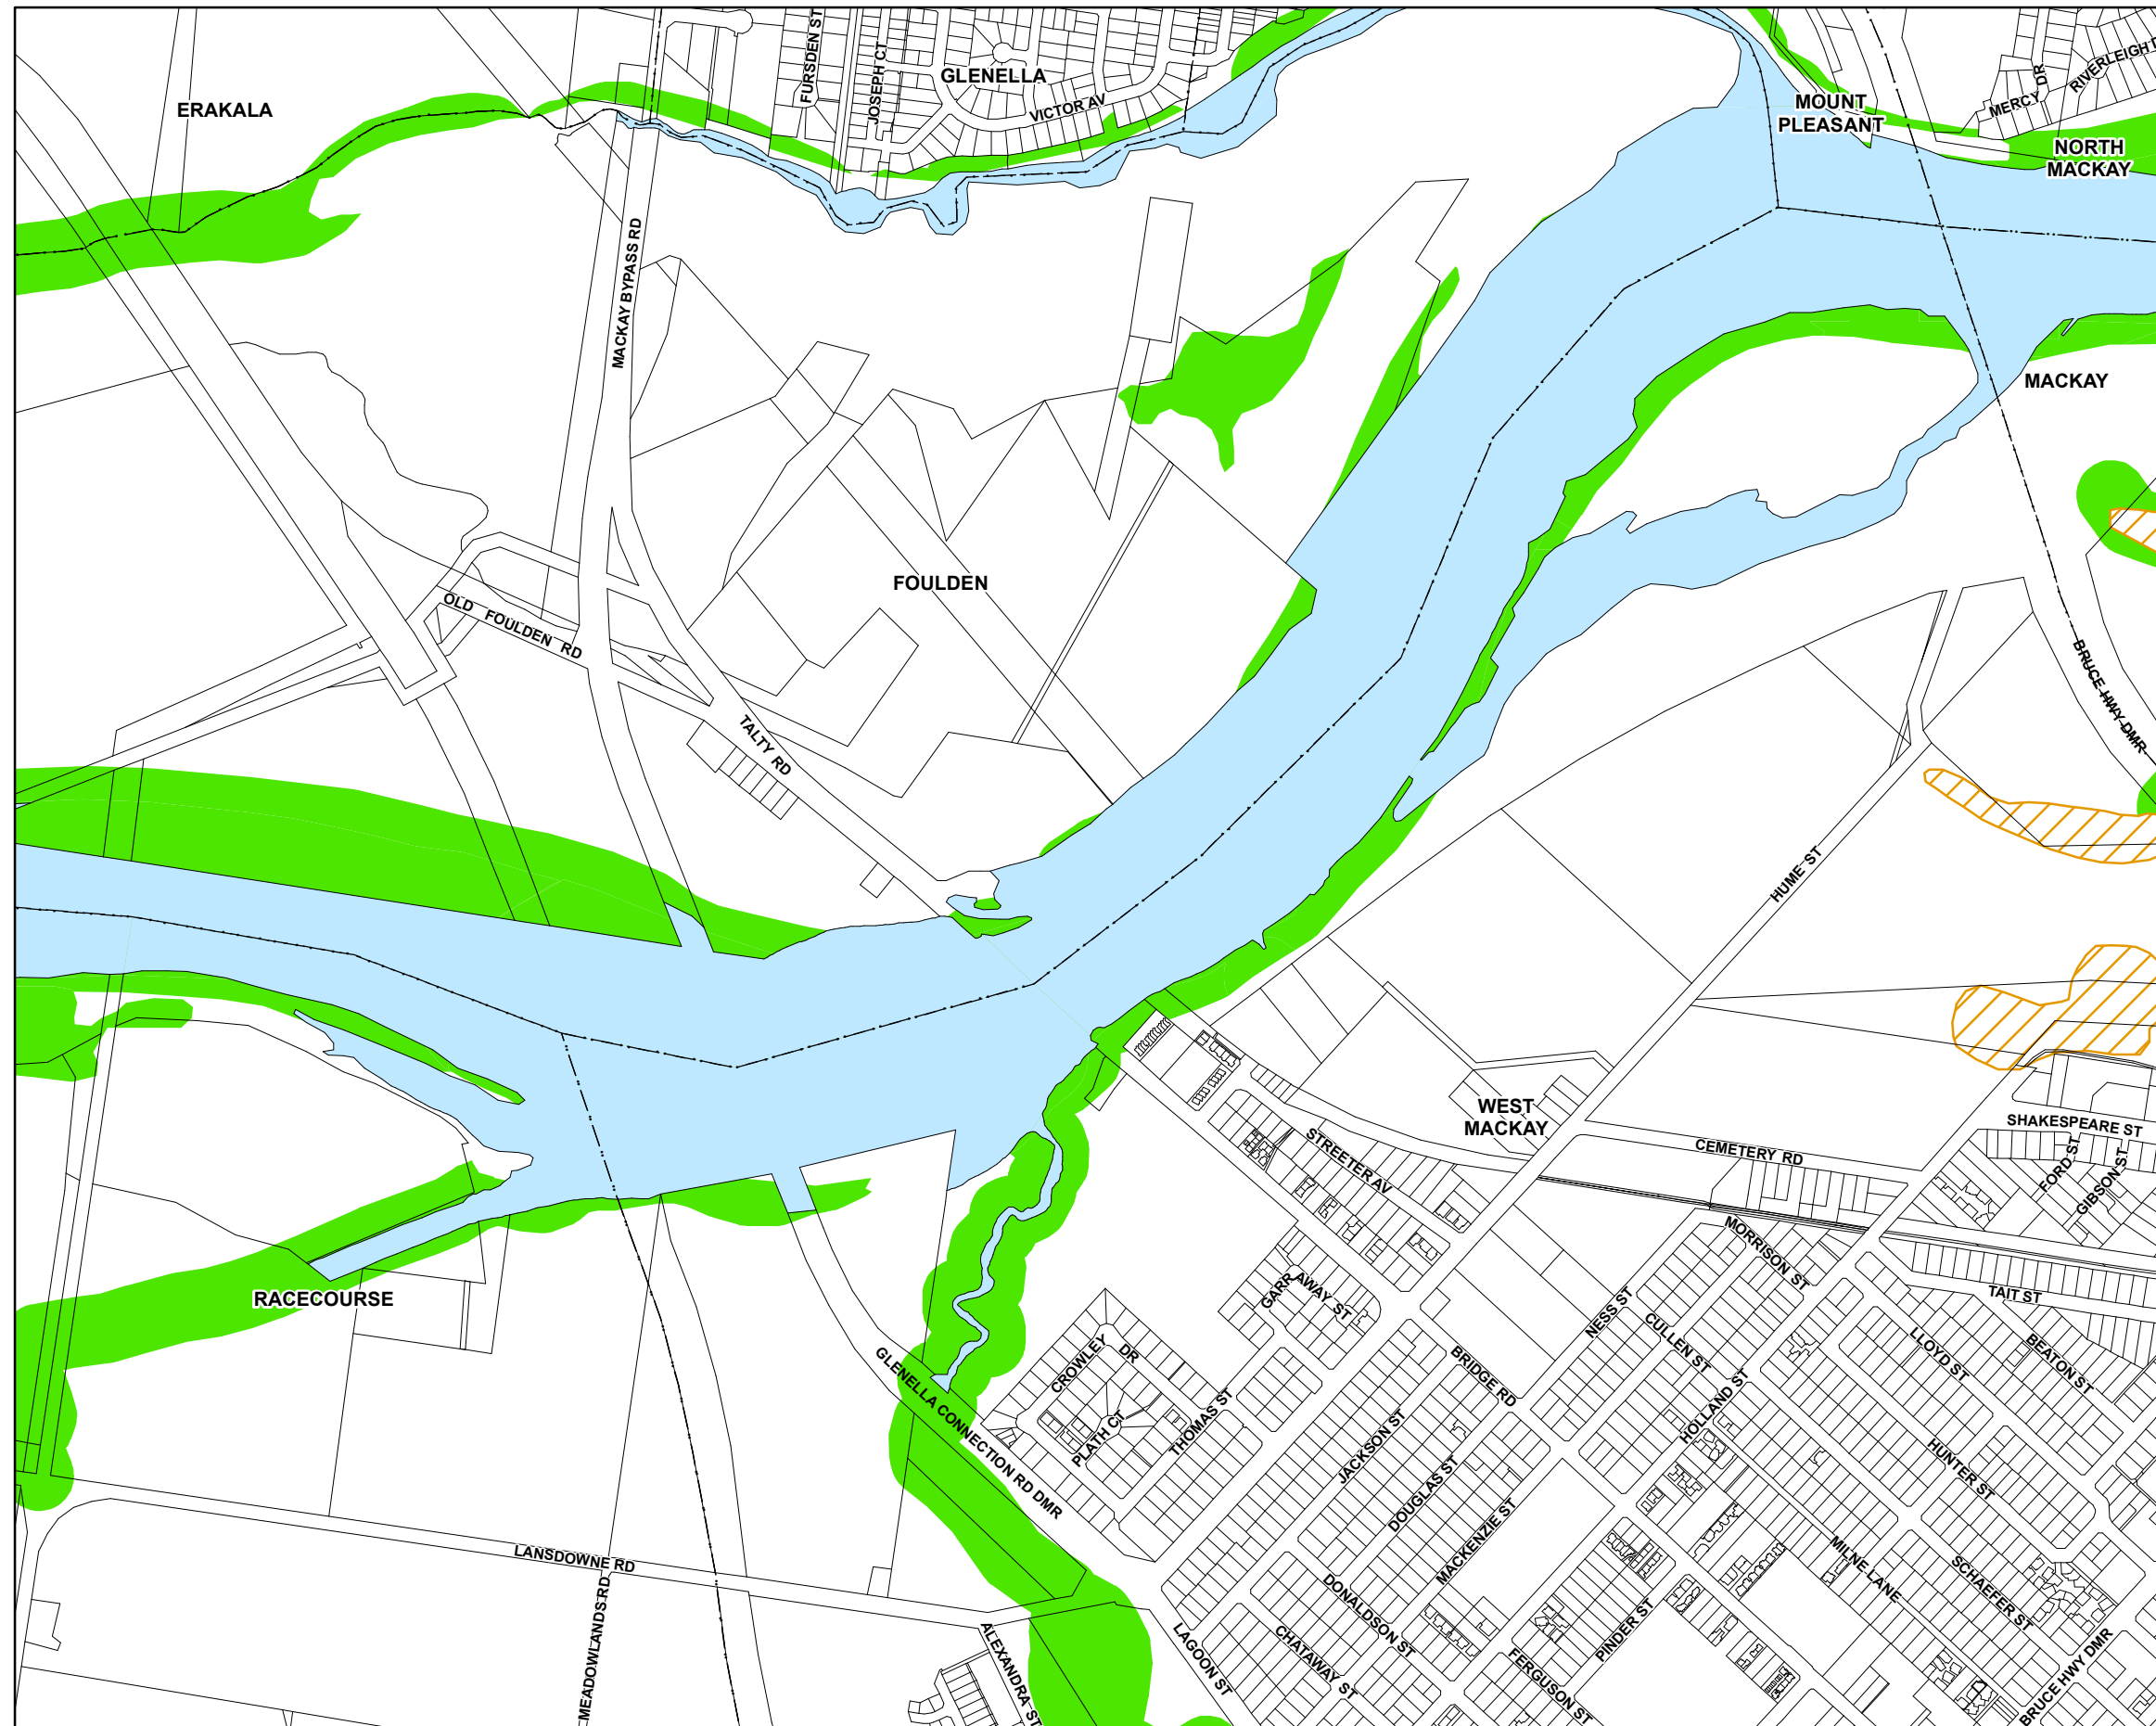 FURSDEN ST
JOSEPH CT
GLENELLA
VICTOR AV
ERAKALA
MOUNT
PLEASANT
MERCY DR
NORTH
MACKAY
MACKAY BYPASS RD
MACKAY
FOULDEN
OLD FOULDEN RD
TALTY RD
BRUCE HWY DMR
HUME ST
WEST
MACKAY
STREETER AV
CEMETERY RD
SHAKESPEARE ST
FORD ST
GIBSON ST
MORRISON ST
TAIT ST
RACECOURSE
GARRAWAY ST
NESS ST
CULLEN ST
LLOYD ST
BEATON ST
CROWLEY DR
PLATH CT
THOMAS ST
BRIDGE RD
HOLLAND ST
GLENELLA CONNECTION RD DMR
JACKSON ST
DOUGLAS ST
MACKENZIE ST
HUNTER ST
LANSDOWNE RD
MEADOWLANDS RD
MILNE LANE
SCHAEFER ST
DONALDSON ST
PINDER ST
ALEXANDRA ST
LAGOON ST
CHATAWAY ST
FERGUSON ST
BRUCE HWY DMR